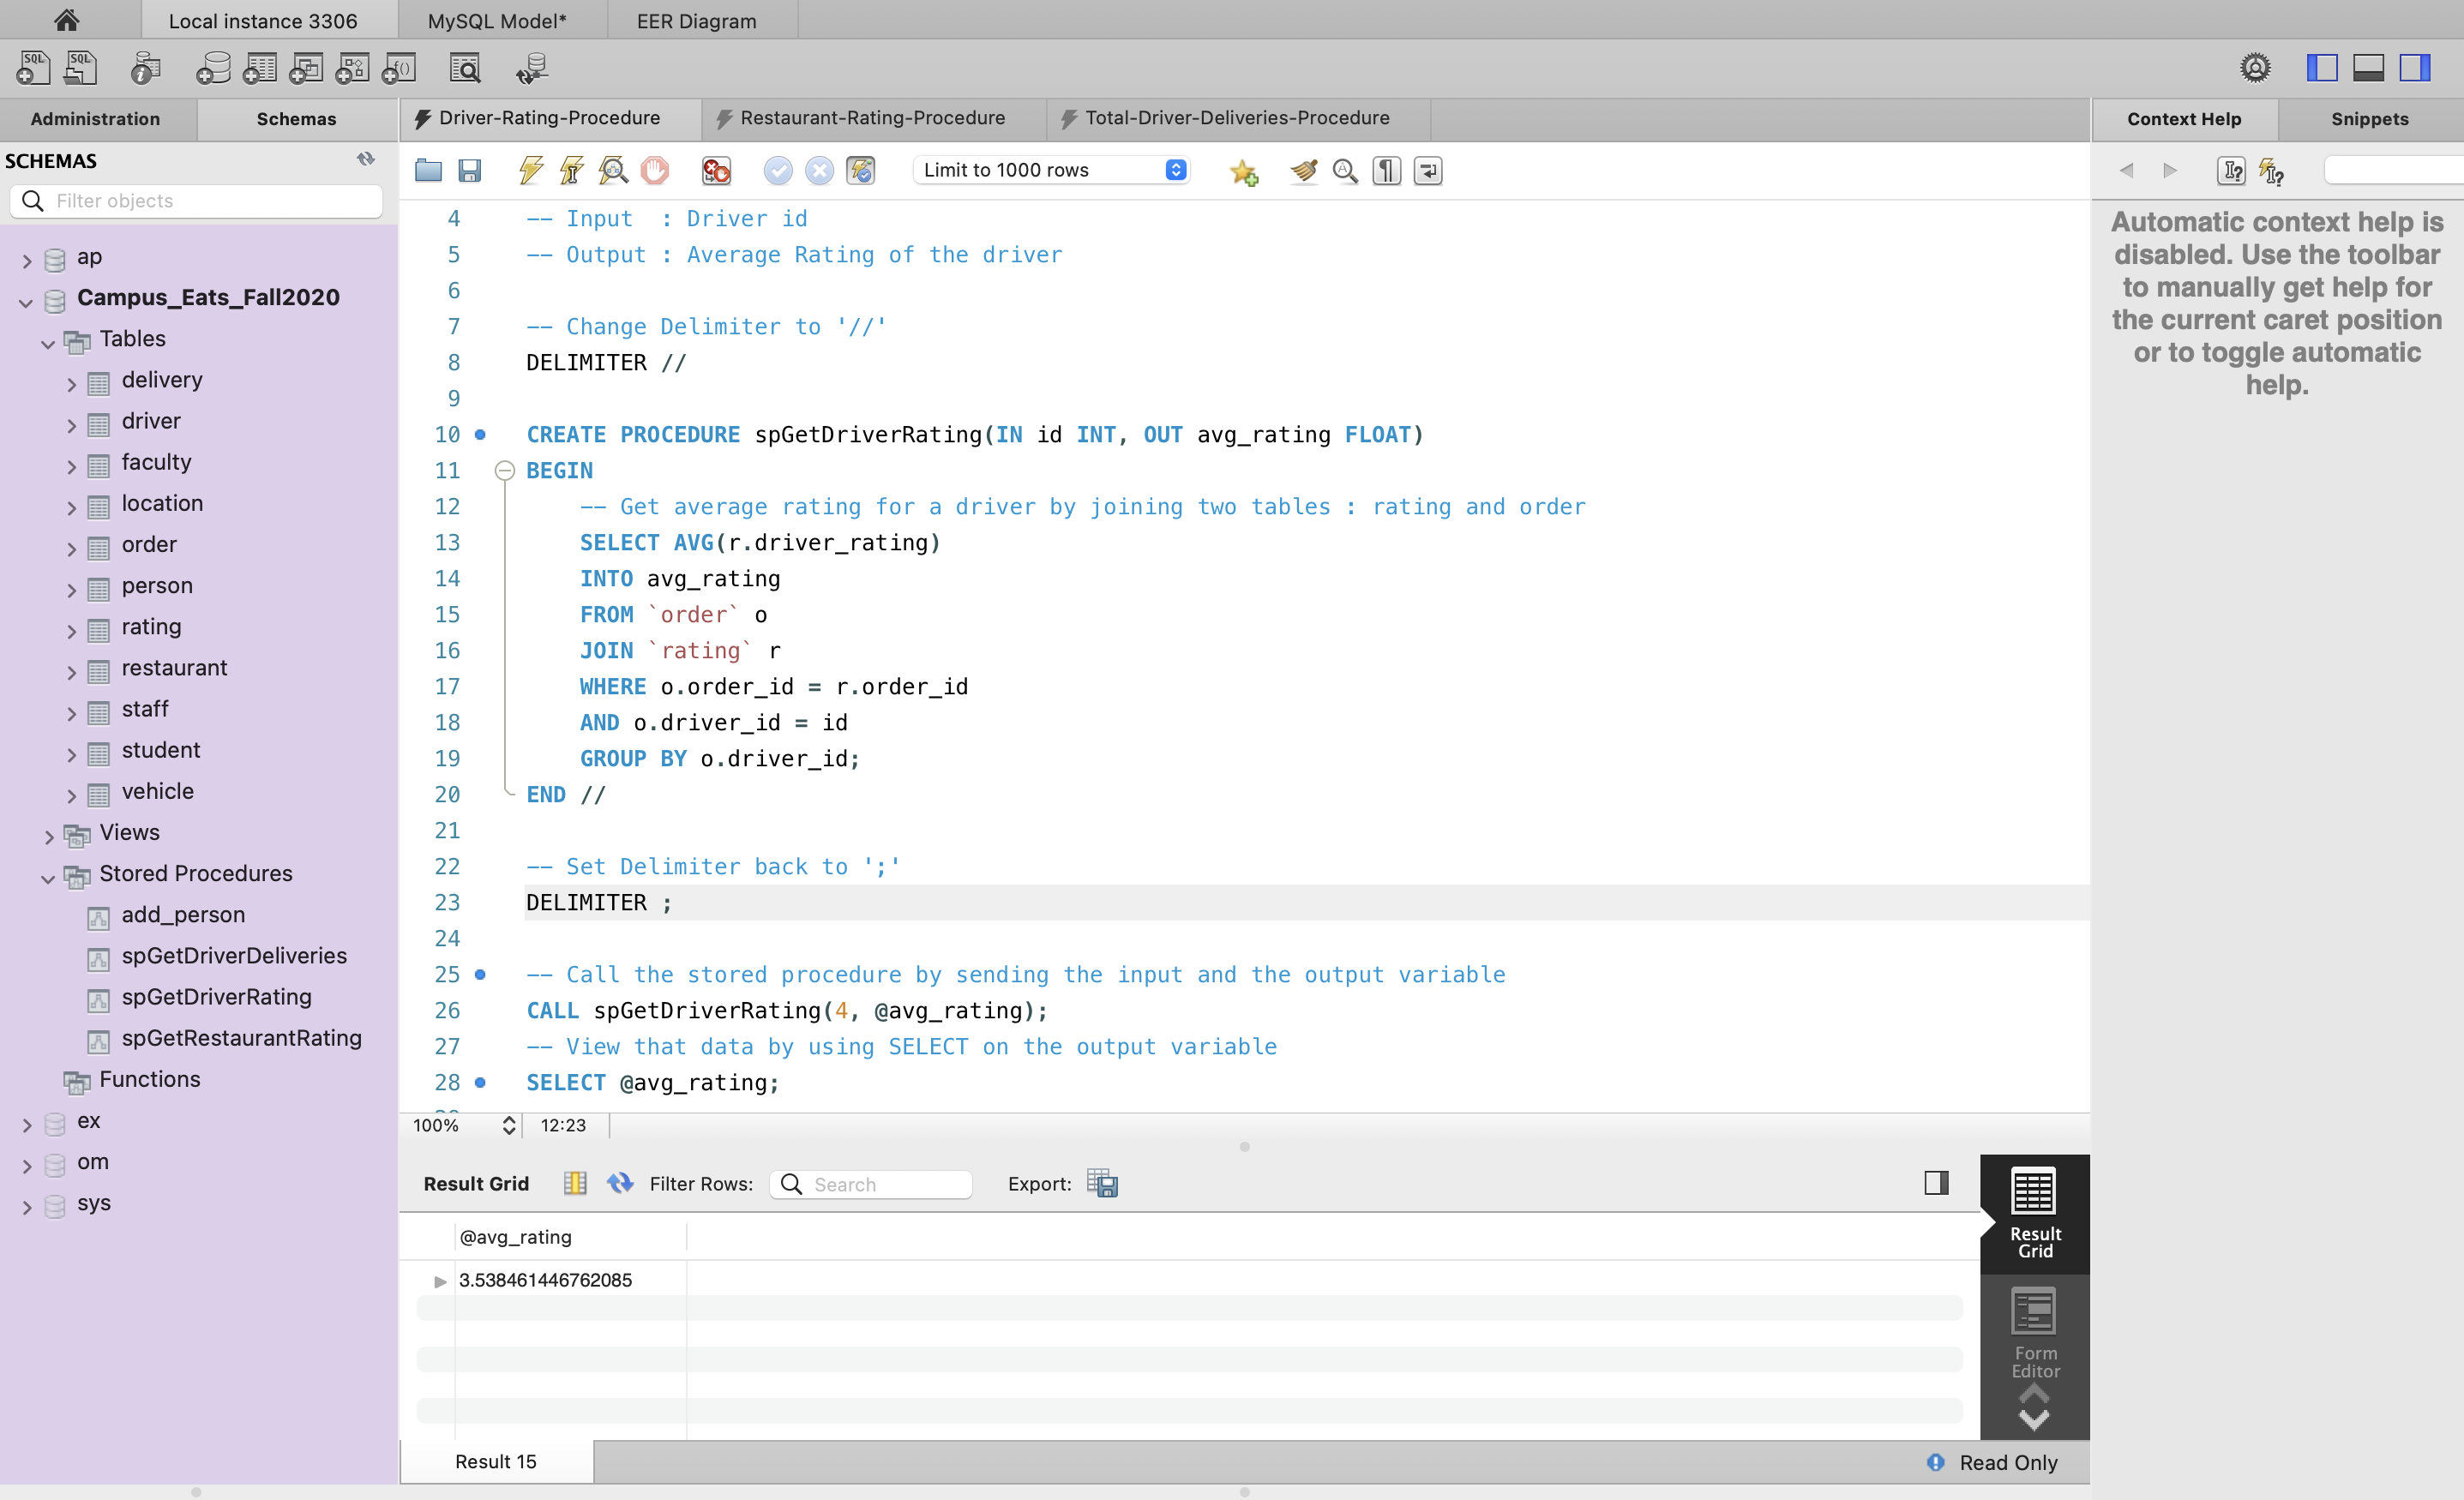 Local instance 3306
MySQL Model*
EER Diagram
Administration
Schemas
SCHEMAS
Filter objects
ap
Campus_Eats_Fall2020
Tables
delivery
driver
faculty
location
order
person
rating
restaurant
staff
student
vehicle
Views
Stored Procedures
add_person
spGetDriverDeliveries
spGetDriverRating
spGetRestaurantRating
Functions
ex
om
sys
Driver-Rating-Procedure
Restaurant-Rating-Procedure
Total-Driver-Deliveries-Procedure
Limit to 1000 rows
4 -- Input  : Driver id
5 -- Output : Average Rating of the driver
6
7 -- Change Delimiter to '//'
8 DELIMITER //
9
10 CREATE PROCEDURE spGetDriverRating(IN id INT, OUT avg_rating FLOAT)
11 BEGIN
12 -- Get average rating for a driver by joining two tables : rating and order
13 SELECT AVG(r.driver_rating)
14 INTO avg_rating
15 FROM `order` o
16 JOIN `rating` r
17 WHERE o.order_id = r.order_id
18 AND o.driver_id = id
19 GROUP BY o.driver_id;
20 END //
21
22 -- Set Delimiter back to ';'
23 DELIMITER ;
24
25 -- Call the stored procedure by sending the input and the output variable
26 CALL spGetDriverRating(4, @avg_rating);
27 -- View that data by using SELECT on the output variable
28 SELECT @avg_rating;
100%
12:23
Result Grid
Filter Rows:
Search
Export:
@avg_rating
3.538461446762085
Result
Grid
Form
Editor
Result 15
Read Only
Context Help
Snippets
Automatic context help is
disabled. Use the toolbar
to manually get help for
the current caret position
or to toggle automatic
help.